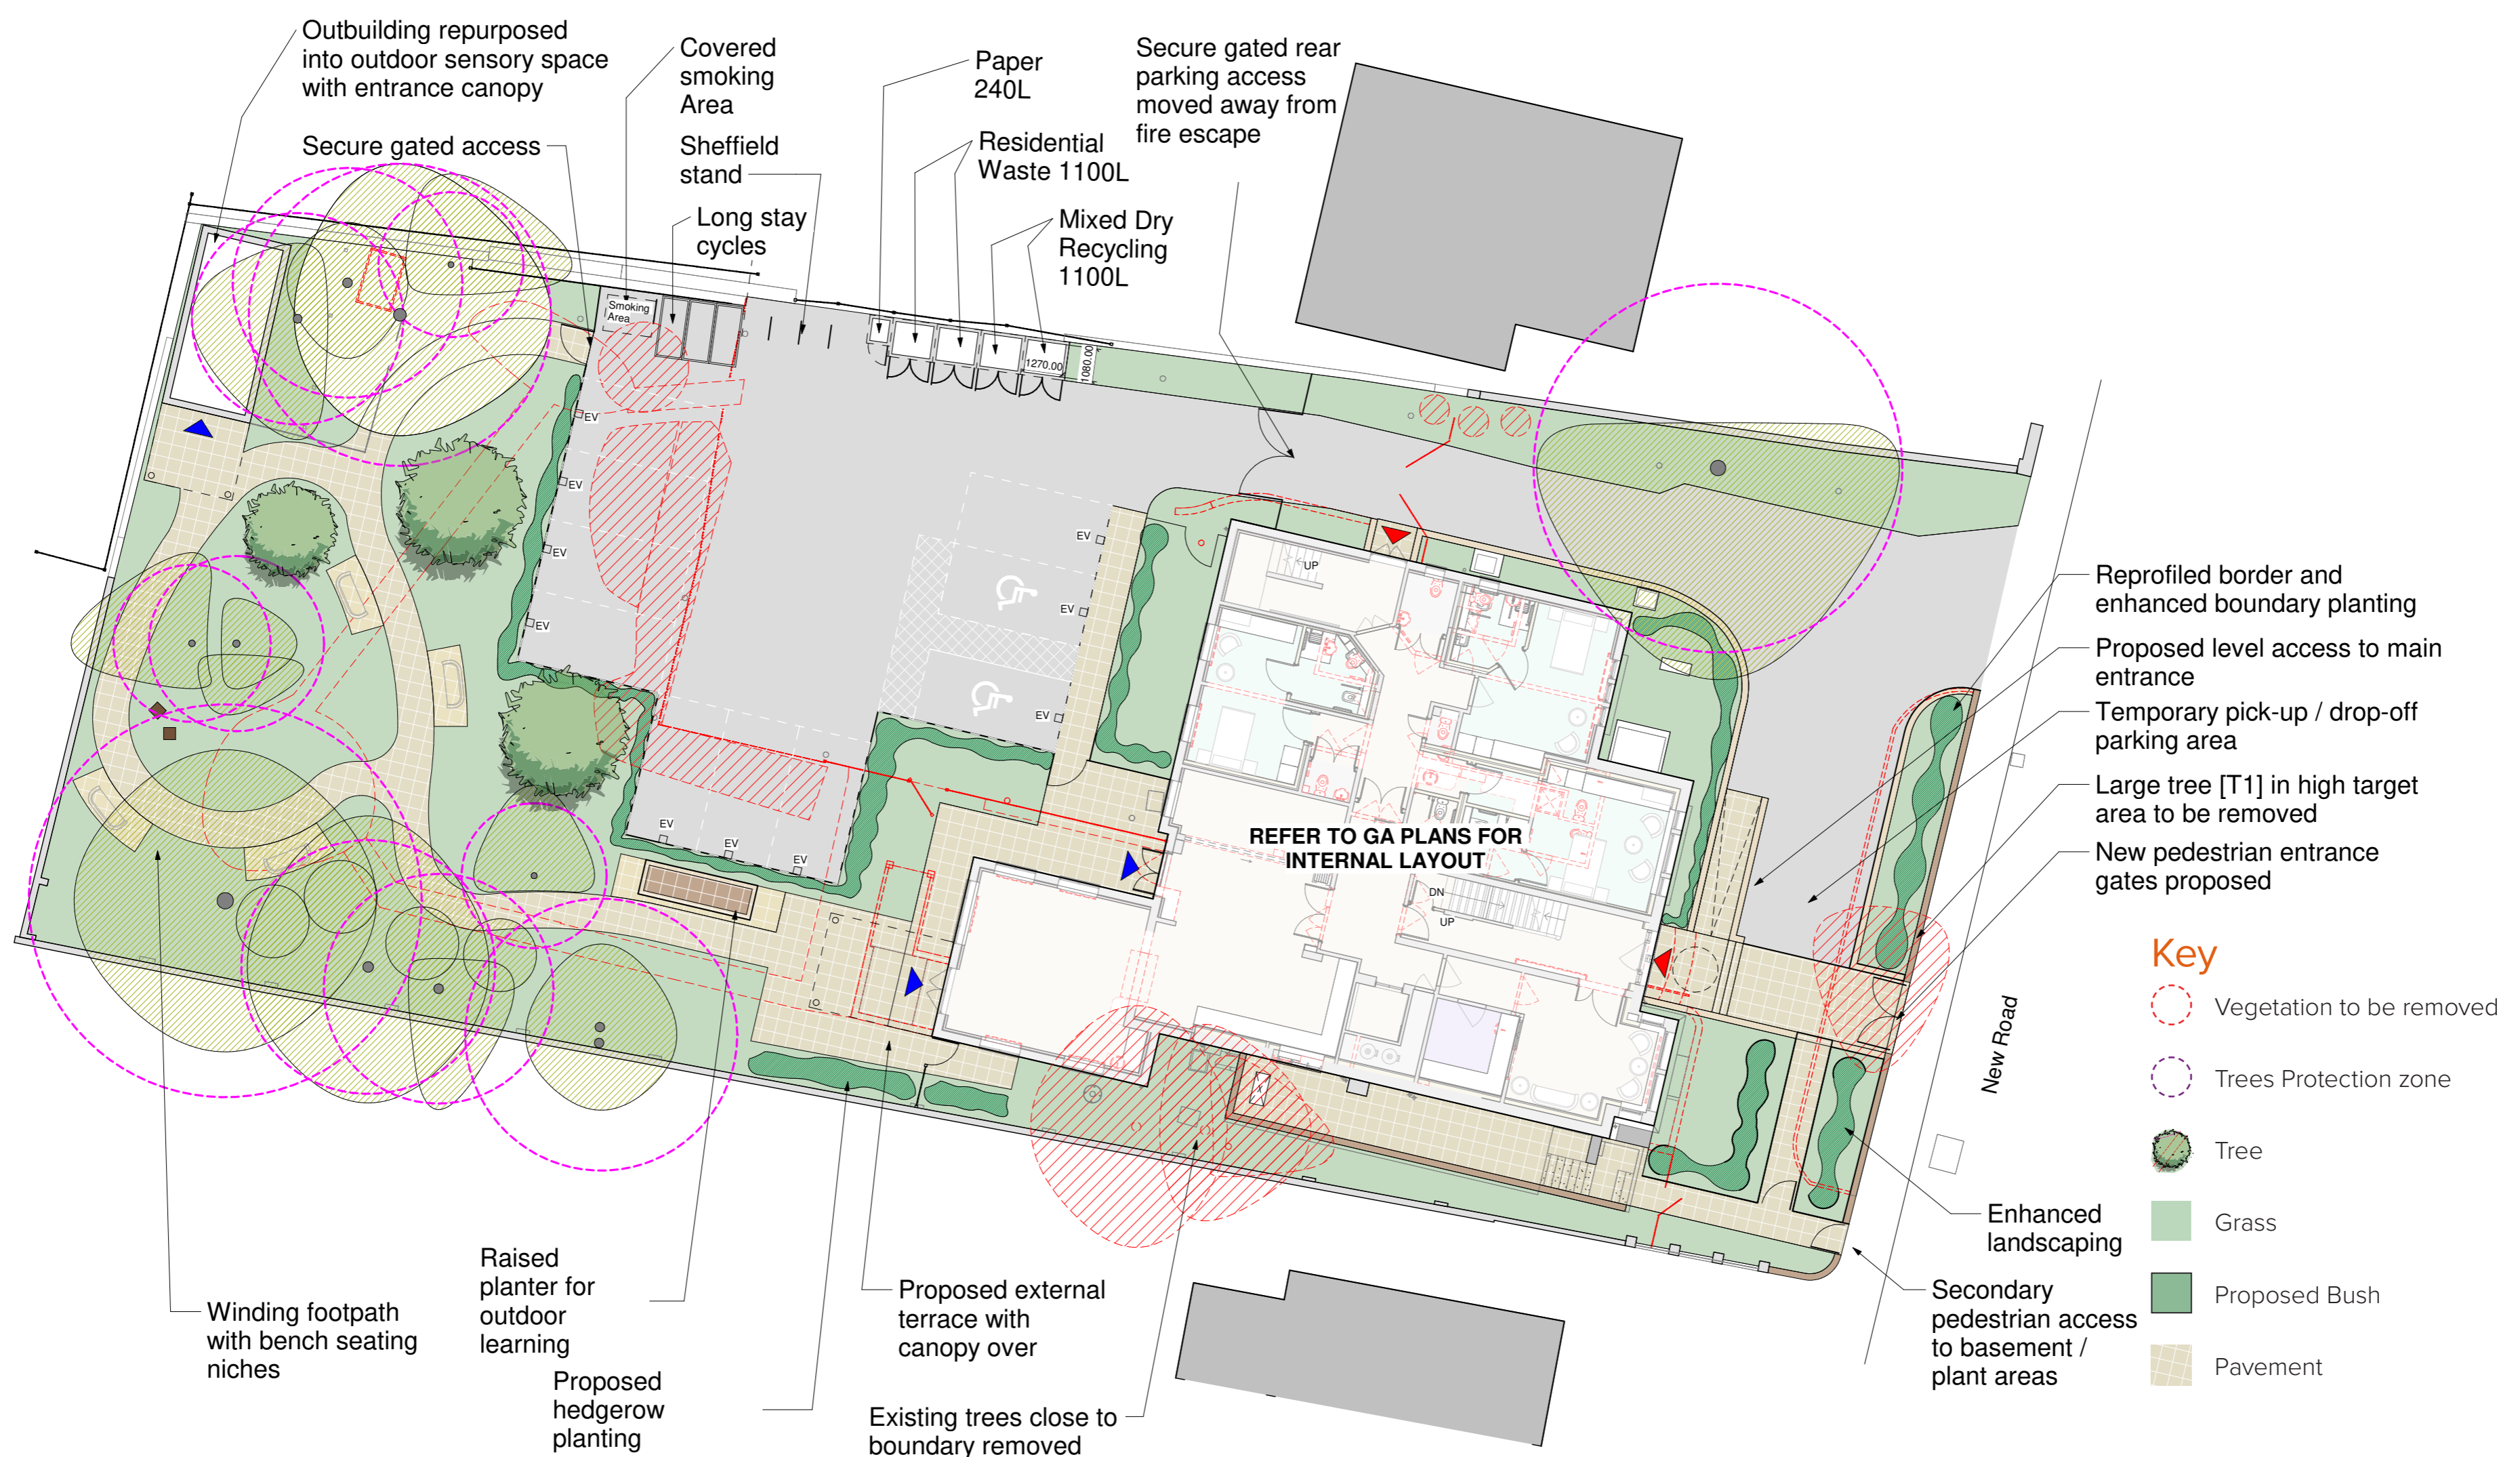 Outbuilding repurposed
into outdoor sensory space
with entrance canopy
Secure gated access
Covered
smoking
Area
Sheffield
stand
Long stay
cycles
Paper
240L
Residential
Waste 1100L
Mixed Dry
Recycling
1100L
Secure gated rear
parking access
moved away from
fire escape
Smoking
Area
1270.00
1080.00
EV
EV
EV
EV
EV
EV
EV
EV
EV
EV
UP
REFER TO GA PLANS FOR
INTERNAL LAYOUT
DN
UP
Reprofiled border and
enhanced boundary planting
Proposed level access to main
entrance
Temporary pick-up / drop-off
parking area
Large tree [T1] in high target
area to be removed
New pedestrian entrance
gates proposed
New Road
Key
Vegetation to be removed
Trees Protection zone
Tree
Grass
Proposed Bush
Pavement
Enhanced
landscaping
Secondary
pedestrian access
to basement /
plant areas
Winding footpath
with bench seating
niches
Raised
planter for
outdoor
learning
Proposed
hedgerow
planting
Proposed external
terrace with
canopy over
Existing trees close to
boundary removed